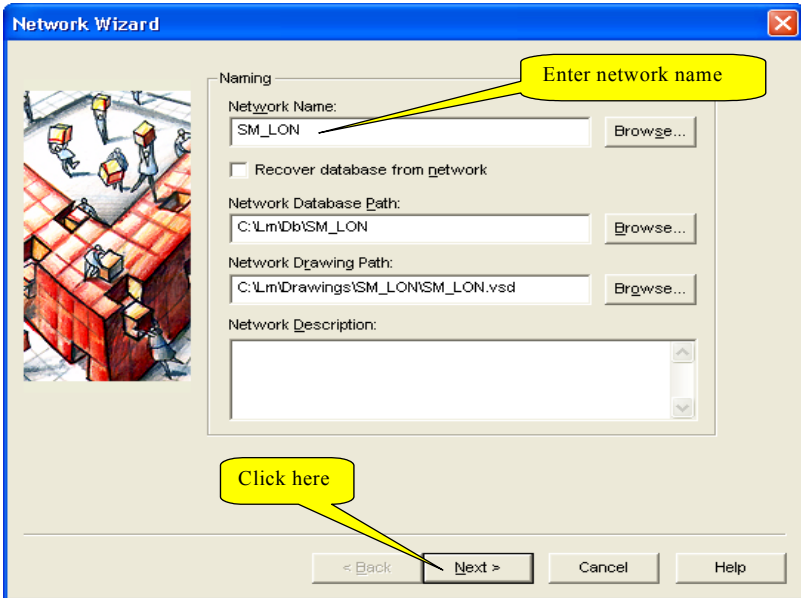 Network Wizard
Naming
Enter network name
Network Name:
SM_LON
Browse...
Recover database from network
Network Database Path:
C:\Lm\Db\SM_LON
Browse...
Network Drawing Path:
C:\Lm\Drawings\SM_LON\SM_LON.vsd
Browse...
Network Description:
Click here
< Back
Next >
Cancel
Help